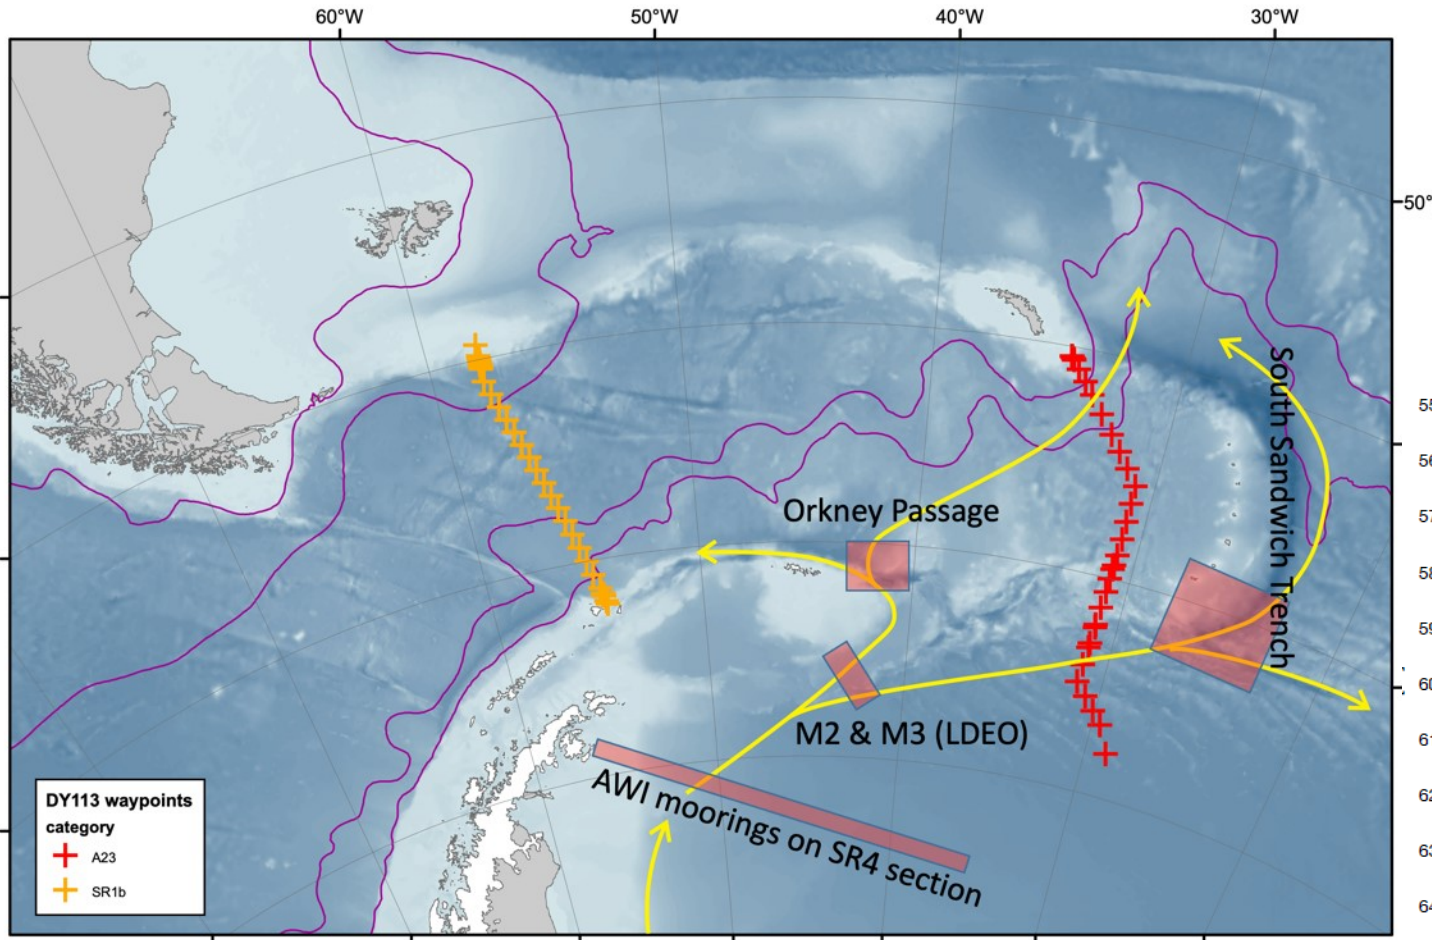 60°W
50°W
40°W
30°W
50°
55
56
57
58
59
60
61
62
63
64
Orkney Passage
South Sandwich Trench
M2 & M3 (LDEO)
AWI moorings on SR4 section
DY113 waypoints
category
A23
SR1b